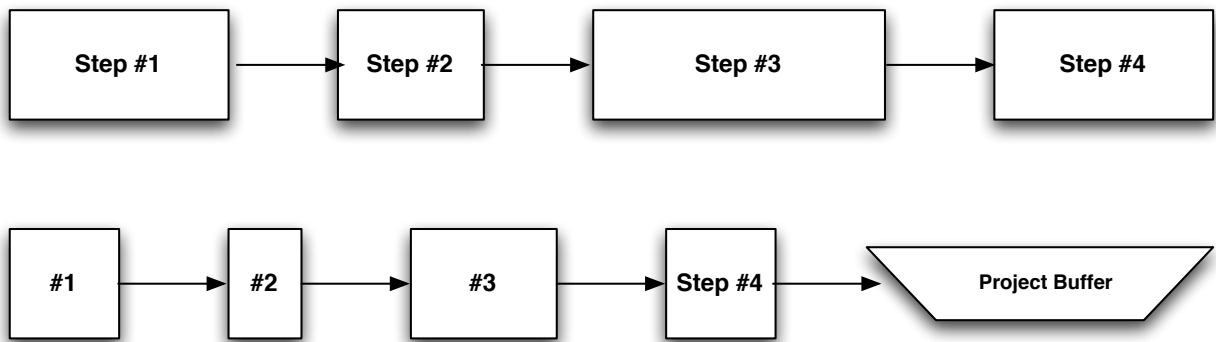 Step #1
Step #2
Step #3
Step #4
#1
#2
#3
Step #4
Project Buffer